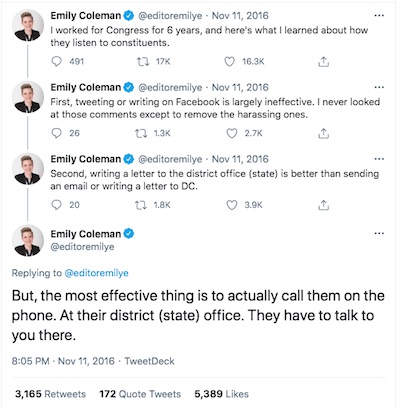 Emily Coleman @editoremilye · Nov 11, 2016
I worked for Congress for 6 years, and here's what I learned about how
they listen to constituents.
491 17K 16.3K
Emily Coleman @editoremilye · Nov 11, 2016
First, tweeting or writing on Facebook is largely ineffective. I never looked
at those comments except to remove the harassing ones.
26 1.3K 2.7K
Emily Coleman @editoremilye · Nov 11, 2016
Second, writing a letter to the district office (state) is better than sending
an email or writing a letter to DC.
20 1.8K 3.9K
Emily Coleman
@editoremilye
Replying to @editoremilye
But, the most effective thing is to actually call them on the
phone. At their district (state) office. They have to talk to
you there.
8:05 PM · Nov 11, 2016 · TweetDeck
3,165 Retweets 172 Quote Tweets 5,389 Likes